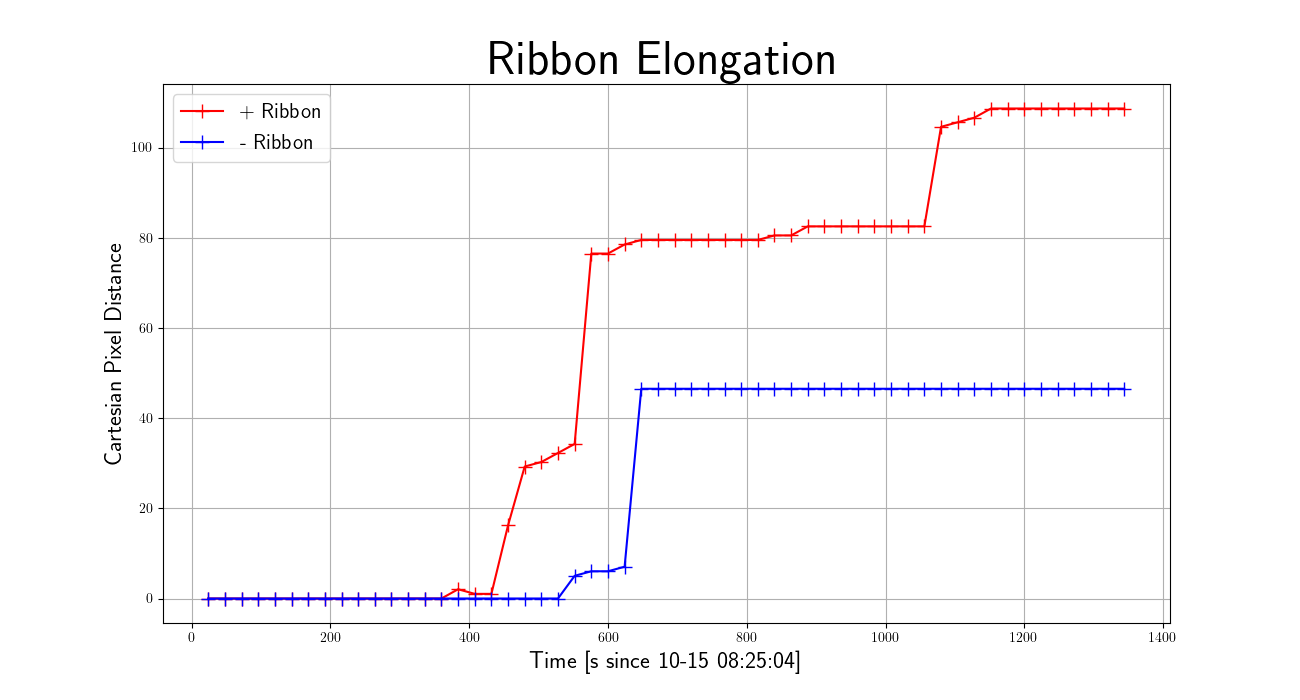 Ribbon Elongation
+ Ribbon
- Ribbon
100
80
60
40
20
0
Cartesian Pixel Distance
0 200 400 600 800 1000 1200 1400
Time [s since 10-15 08:25:04]